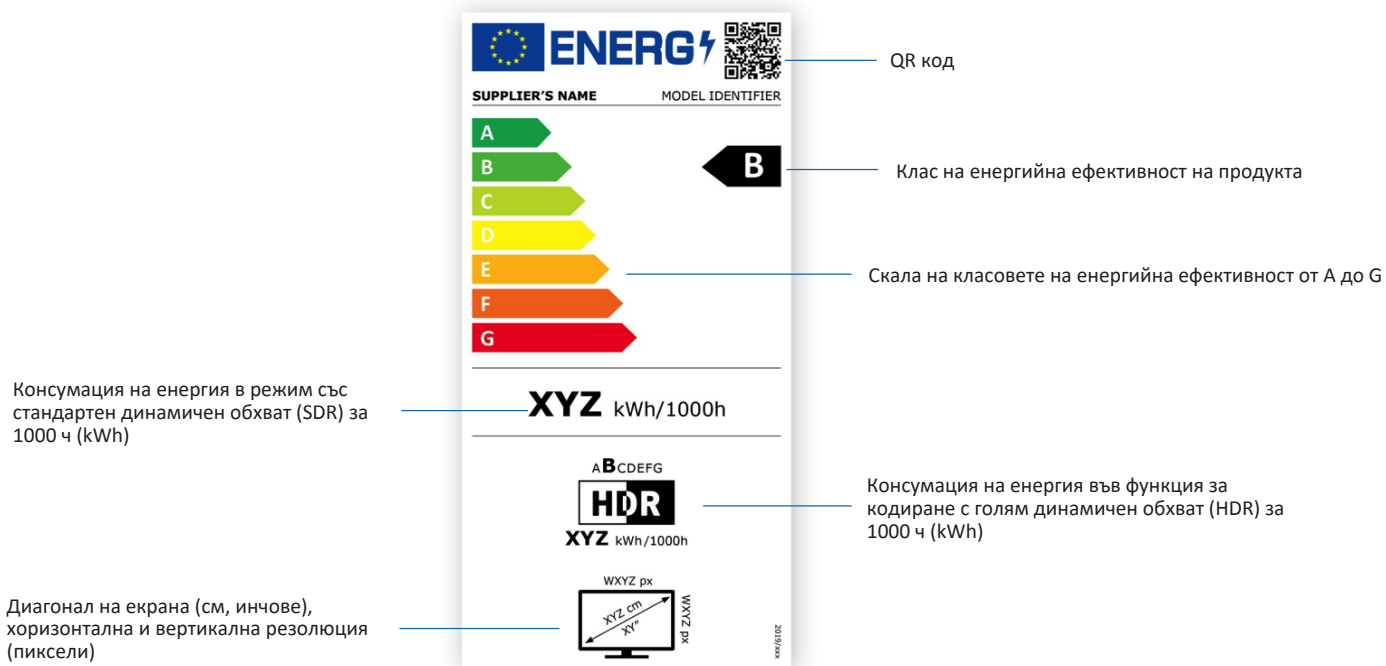 ENERG
QR код
SUPPLIER'S NAME MODEL IDENTIFIER
A
B
B
Клас на енергийна ефективност на продукта
C
D
E
Скала на класовете на енергийна ефективност от A до G
F
G
Консумация на енергия в режим със
стандартен динамичен обхват (SDR) за
1000 ч (kWh)
XYZ kWh/1000h
ABCDEFG
HDR
XYZ kWh/1000h
Консумация на енергия във функция за
кодиране с голям динамичен обхват (HDR) за
1000 ч (kWh)
Диагонал на екрана (см, инчове),
хоризонтална и вертикална резолюция
(пиксели)
WXYZ px
XYZ cm
XY"
WXYZ px
2019/xxx